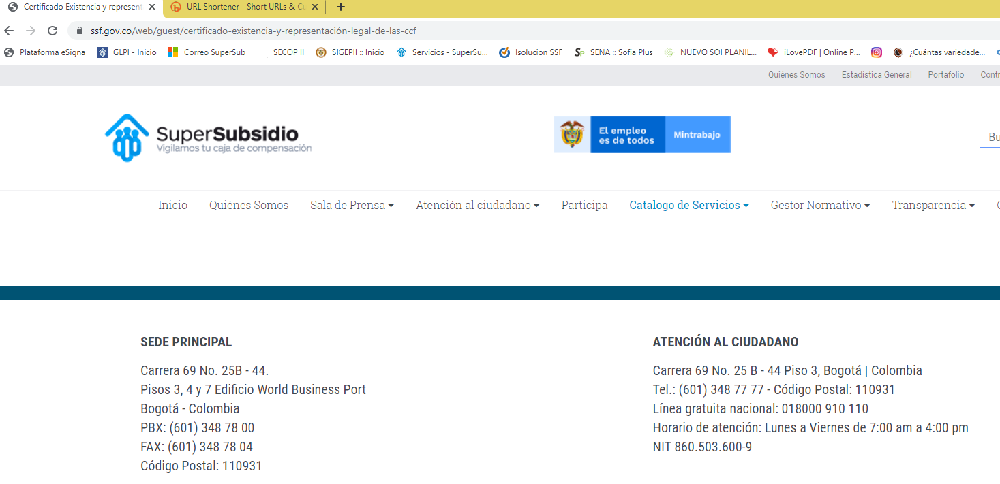 Certificado Existencia y represent
URL Shortener - Short URLs & Cu
ssf.gov.co/web/guest/certificado-existencia-y-representación-legal-de-las-ccf
Plataforma eSigna
GLPI - Inicio
Correo SuperSub
SECOP II
SIGEPII :: Inicio
Servicios - SuperSu...
Isolucion SSF
SENA :: Sofia Plus
NUEVO SOI PLANIL...
iLovePDF | Online P...
¿Cuántas variedade...
Quiénes Somos
Estadística General
Portafolio
Contr
SuperSubsidio
Vigilamos tu caja de compensación
El empleo
es de todos
Mintrabajo
Bu
Inicio
Quiénes Somos
Sala de Prensa
Atención al ciudadano
Participa
Catalogo de Servicios
Gestor Normativo
Transparencia
SEDE PRINCIPAL
Carrera 69 No. 25B - 44.
Pisos 3, 4 y 7 Edificio World Business Port
Bogotá - Colombia
PBX: (601) 348 78 00
FAX: (601) 348 78 04
Código Postal: 110931
ATENCIÓN AL CIUDADANO
Carrera 69 No. 25 B - 44 Piso 3, Bogotá | Colombia
Tel.: (601) 348 77 77 - Código Postal: 110931
Línea gratuita nacional: 018000 910 110
Horario de atención: Lunes a Viernes de 7:00 am a 4:00 pm
NIT 860.503.600-9